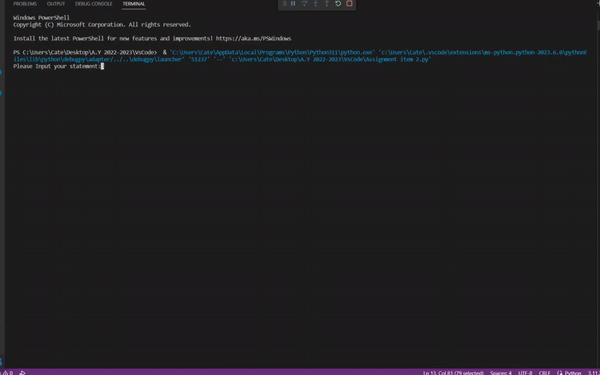 PROBLEMS OUTPUT DEBUG CONSOLE TERMINAL
Windows PowerShell
Copyright (C) Microsoft Corporation. All rights reserved.
Install the latest PowerShell for new features and improvements! https://aka.ms/PSWindows
PS C:\Users\Cate\Desktop\A.Y 2022-2023\VsCode> & 'C:\Users\Cate\AppData\Local\Programs\Python\Python311\python.exe' 'c:\Users\Cate\.vscode\extensions\ms-python.python-2023.6.0\pythonF
iles\lib\python\debugpy\adapter/../..\debugpy\launcher' '51237' '--' 'c:\Users\Cate\Desktop\A.Y 2022-2023\VsCode\Assignment item 2.py'
Please Input your statement:
0 Ln 13, Col 81 (79 selected) Spaces: 4 UTF-8 CRLF Python 3.11.